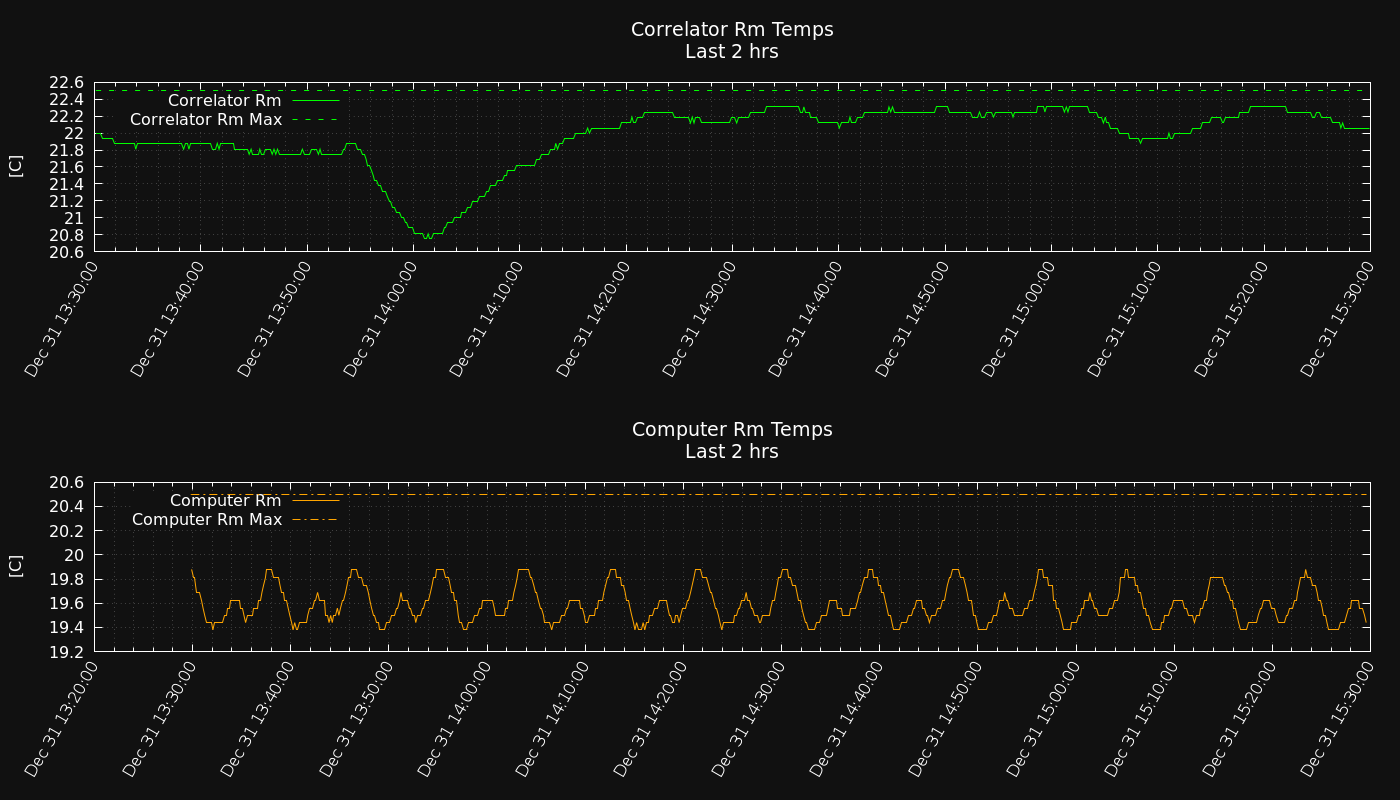 Correlator Rm Temps
Last 2 hrs
22.6
22.4
22.2
22
21.8
21.6
21.4
21.2
21
20.8
20.6
[C]
Correlator Rm
Correlator Rm Max
Dec 31 13:30:00
Dec 31 13:40:00
Dec 31 13:50:00
Dec 31 14:00:00
Dec 31 14:10:00
Dec 31 14:20:00
Dec 31 14:30:00
Dec 31 14:40:00
Dec 31 14:50:00
Dec 31 15:00:00
Dec 31 15:10:00
Dec 31 15:20:00
Dec 31 15:30:00
Computer Rm Temps
Last 2 hrs
20.6
20.4
20.2
20
19.8
19.6
19.4
19.2
[C]
Computer Rm
Computer Rm Max
Dec 31 13:20:00
Dec 31 13:30:00
Dec 31 13:40:00
Dec 31 13:50:00
Dec 31 14:00:00
Dec 31 14:10:00
Dec 31 14:20:00
Dec 31 14:30:00
Dec 31 14:40:00
Dec 31 14:50:00
Dec 31 15:00:00
Dec 31 15:10:00
Dec 31 15:20:00
Dec 31 15:30:00